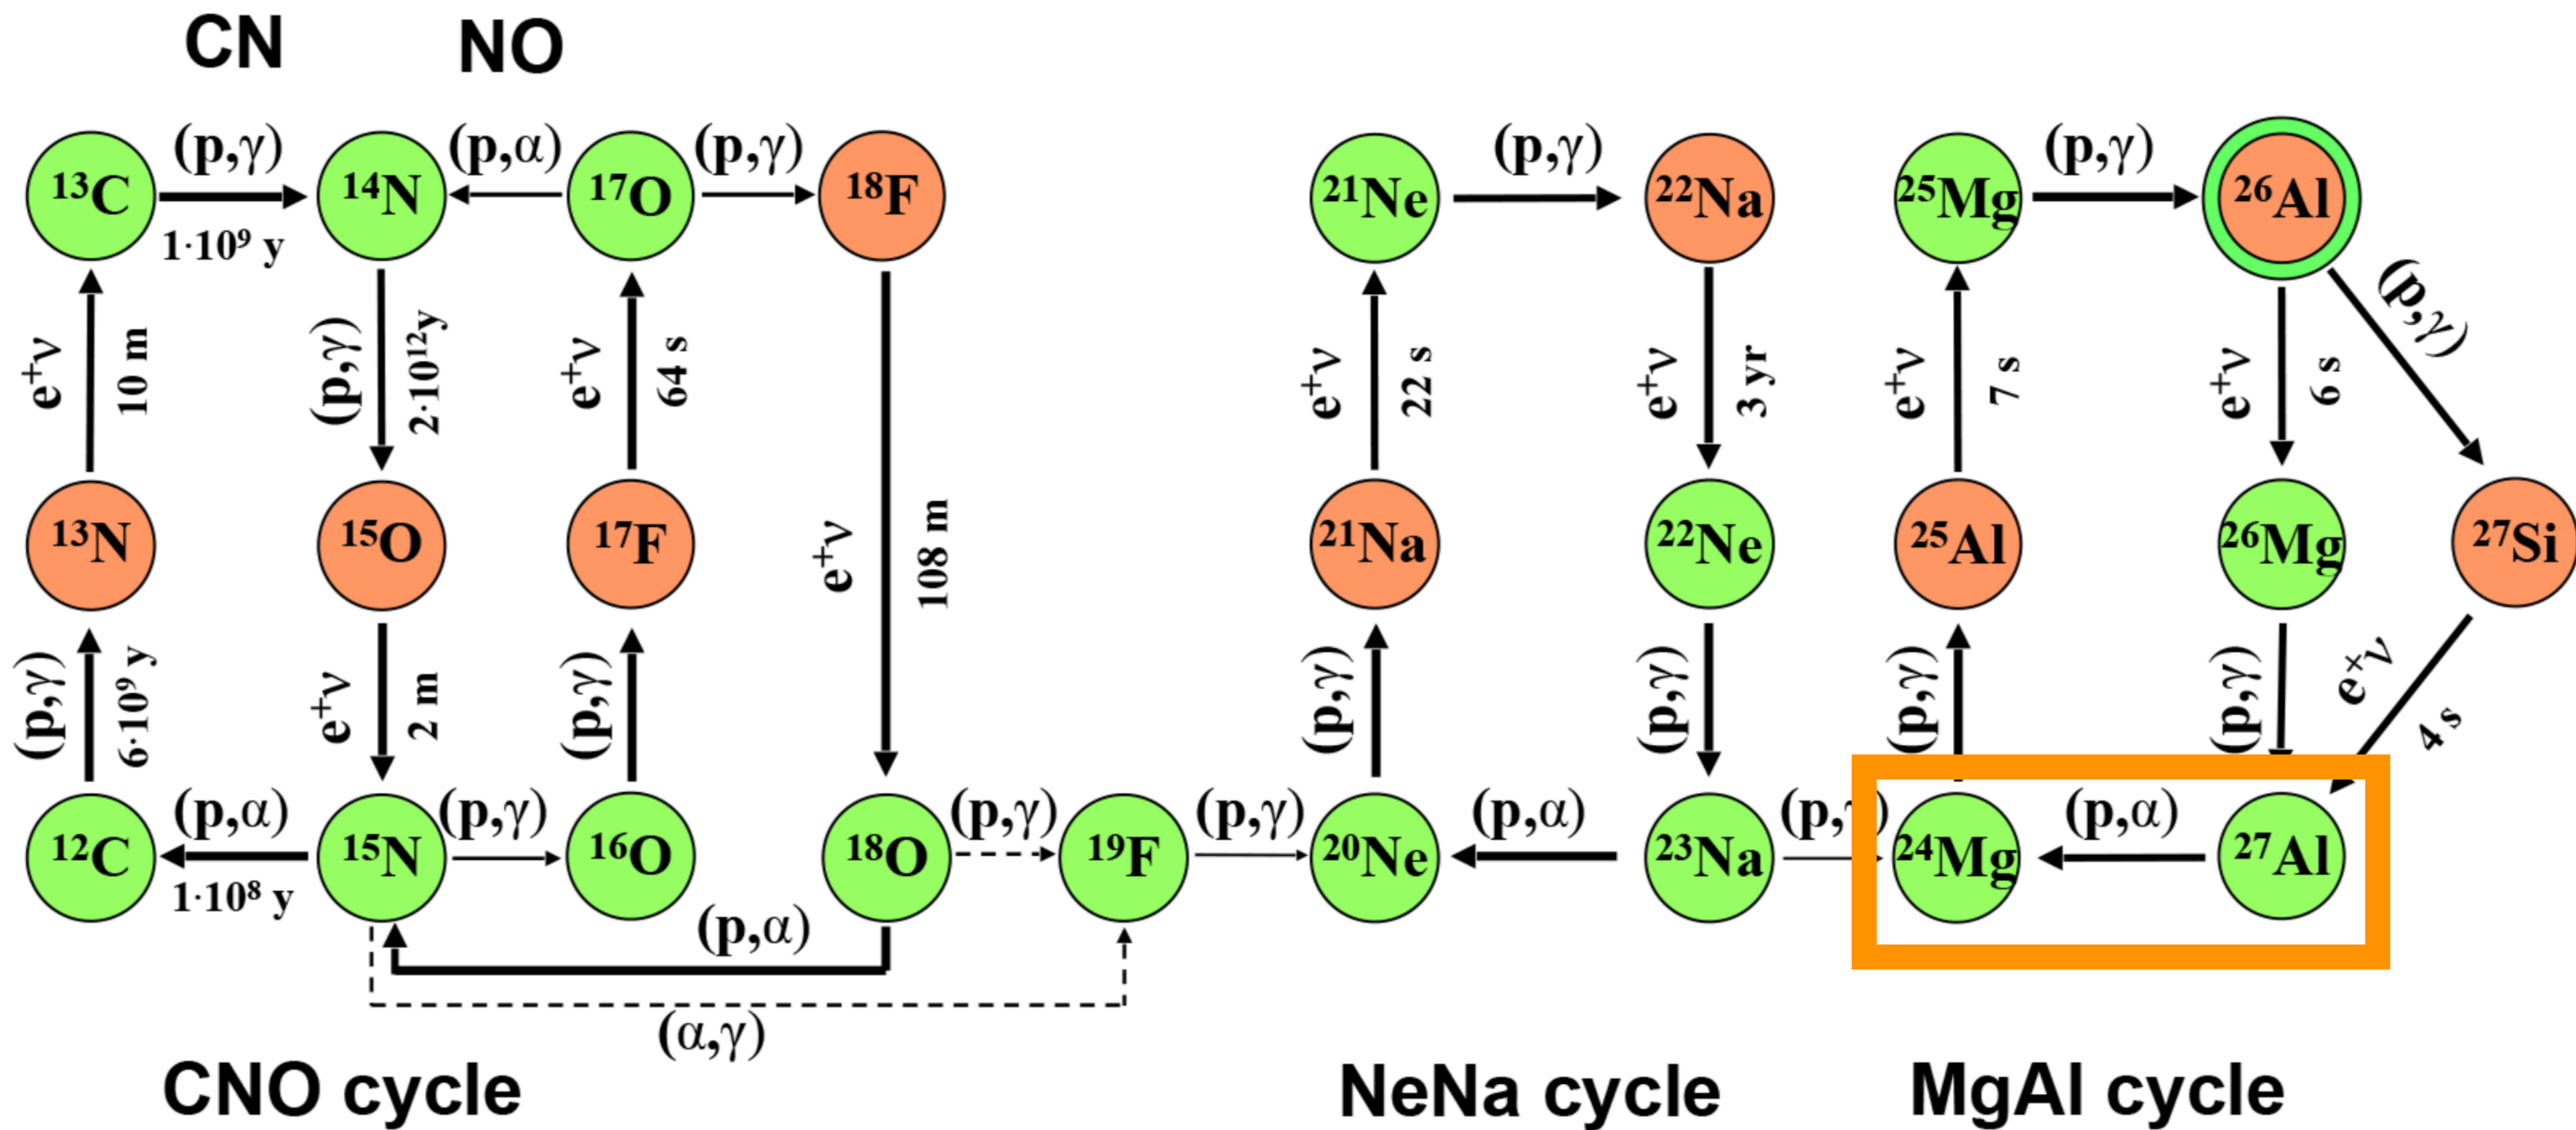 CN NO
(p,γ) (p,α) (p,γ) (p,γ) (p,γ)
¹³C ¹⁴N ¹⁷O ¹⁸F ²¹Ne ²²Na ²⁵Mg ²⁶Al
1·10⁹ y
(p,γ)
e⁺ν 10 m (p,γ) 2·10¹²y e⁺ν 64 s e⁺ν 22 s e⁺ν 3 yr e⁺ν 7 s e⁺ν 6 s
¹³N ¹⁵O ¹⁷F ²¹Na ²²Ne ²⁵Al ²⁶Mg ²⁷Si
e⁺ν 108 m
(p,γ) 6·10⁹ y e⁺ν 2 m (p,γ) (p,γ) (p,γ) (p,γ) (p,γ) e⁺ν 4 s
(p,α) (p,γ) (p,γ) (p,γ) (p,α) (p,α)
¹²C ¹⁵N ¹⁶O ¹⁸O ¹⁹F ²⁰Ne ²³Na ²⁴Mg ²⁷Al
1·10⁸ y
(p,α)
(α,γ)
CNO cycle NeNa cycle MgAl cycle